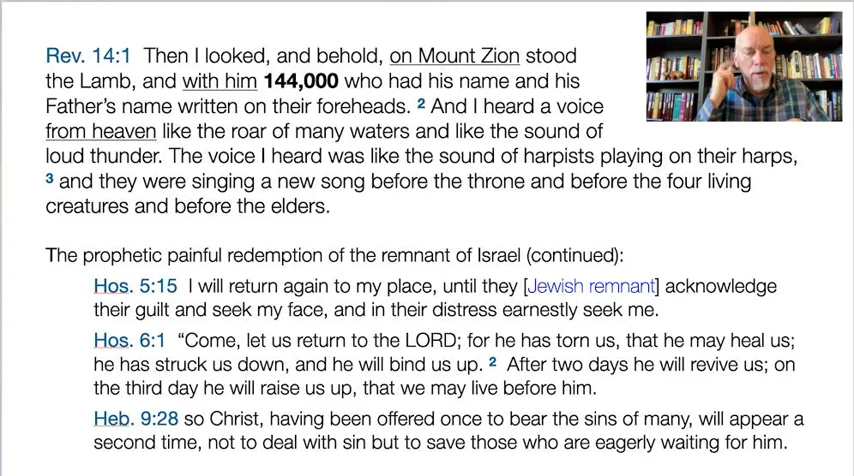 Rev. 14:1 Then I looked, and behold, on Mount Zion stood
the Lamb, and with him 144,000 who had his name and his
Father's name written on their foreheads. 2 And I heard a voice
from heaven like the roar of many waters and like the sound of
loud thunder. The voice I heard was like the sound of harpists playing on their harps,
3 and they were singing a new song before the throne and before the four living
creatures and before the elders.
The prophetic painful redemption of the remnant of Israel (continued):
Hos. 5:15 I will return again to my place, until they [Jewish remnant] acknowledge
their guilt and seek my face, and in their distress earnestly seek me.
Hos. 6:1 “Come, let us return to the LORD; for he has torn us, that he may heal us;
he has struck us down, and he will bind us up. 2 After two days he will revive us; on
the third day he will raise us up, that we may live before him.
Heb. 9:28 so Christ, having been offered once to bear the sins of many, will appear a
second time, not to deal with sin but to save those who are eagerly waiting for him.